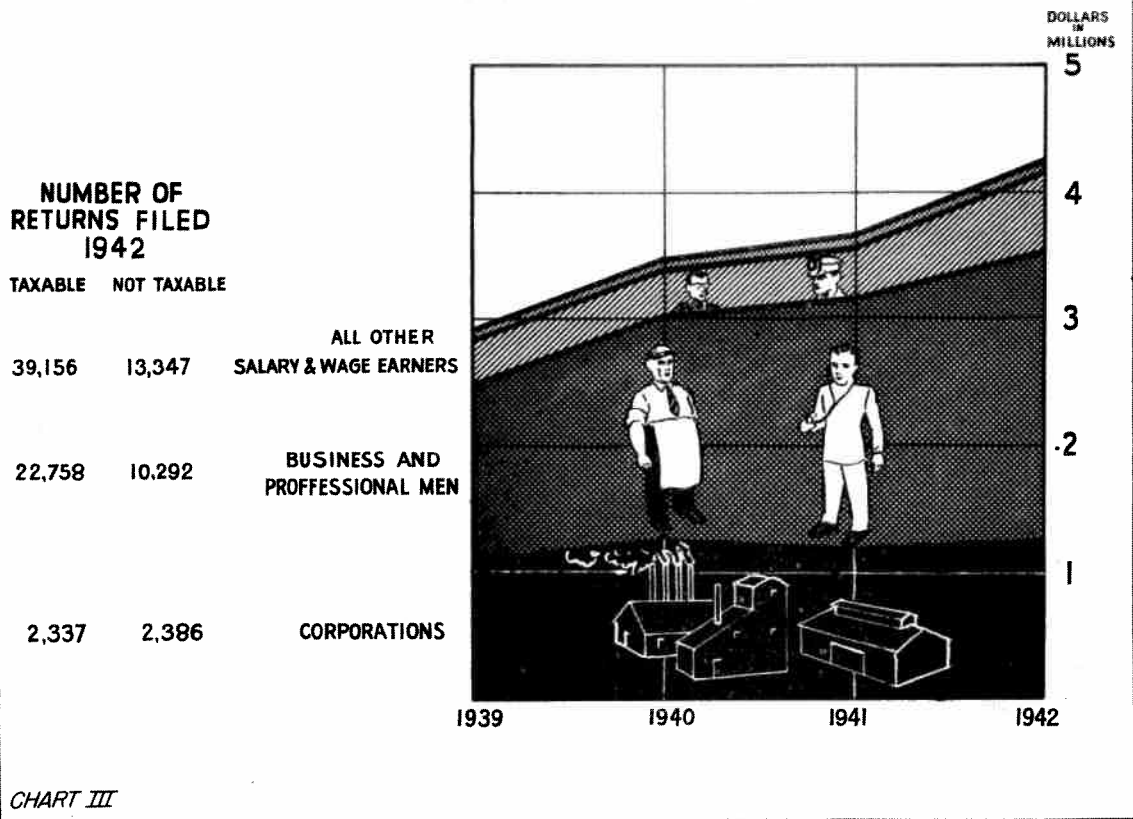 DOLLARS
IN
MILLIONS
5
4
3
.2
1
NUMBER OF
RETURNS FILED
1942
TAXABLE NOT TAXABLE
ALL OTHER
39,156 13,347 SALARY & WAGE EARNERS
BUSINESS AND
22,758 10,292 PROFFESSIONAL MEN
2,337 2,386 CORPORATIONS
1939 1940 1941 1942
CHART III